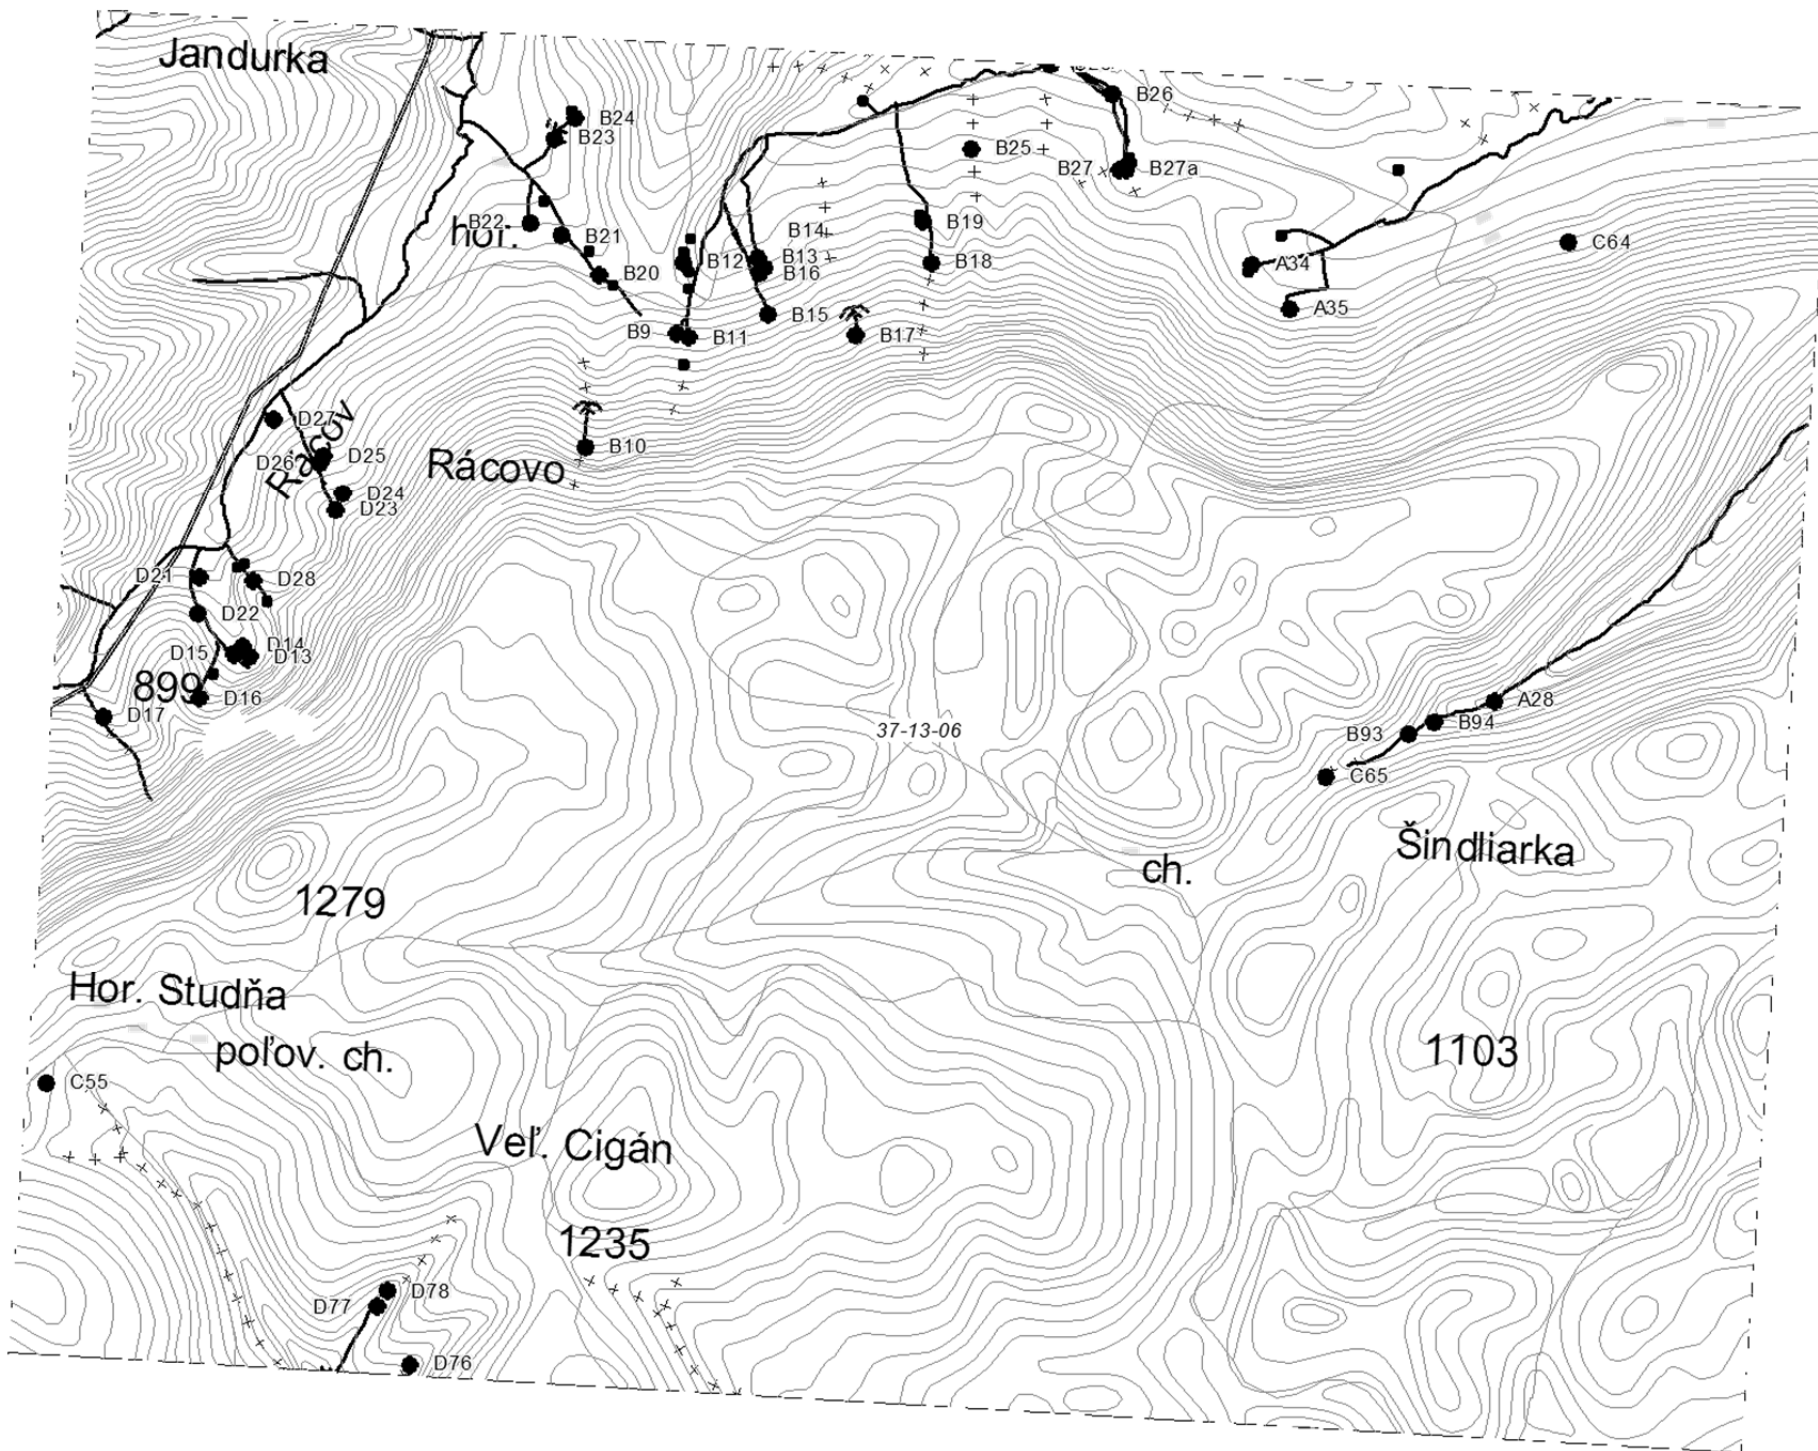 Jandurka
B26
B24
B23
B25
B27
B27a
B22
hor.
B21
B14
B19
C64
B20
B12
B13
B16
B18
A34
B15
A35
B9
B11
B17
D27
Rácov
B10
D26
D25
Rácovo
D24
D23
D21
D28
D22
D14
D15
D13
899
D16
D17
37-13-06
A28
B94
B93
C65
Šindliarka
ch.
1279
Hor. Studňa
poľov. ch.
1103
C55
Veľ. Cigán
1235
D78
D77
D76